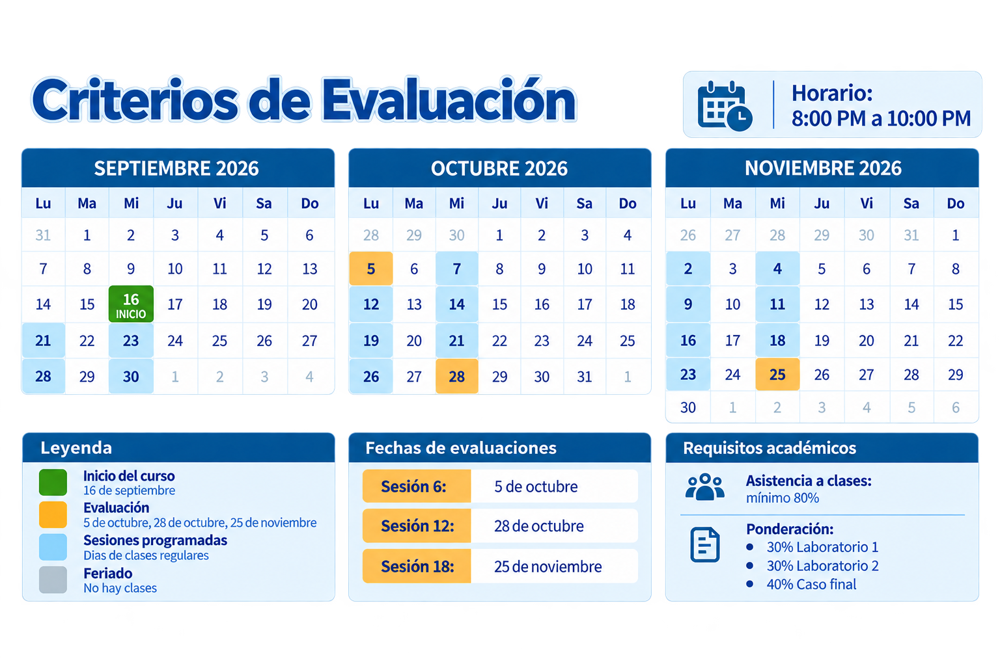 Criterios de Evaluación
Horario:
8:00 PM a 10:00 PM
SEPTIEMBRE 2026
Lu Ma Mi Ju Vi Sa Do
31 1 2 3 4 5 6
7 8 9 10 11 12 13
14 15 16 INICIO 17 18 19 20
21 22 23 24 25 26 27
28 29 30 1 2 3 4
OCTUBRE 2026
Lu Ma Mi Ju Vi Sa Do
28 29 30 1 2 3 4
5 6 7 8 9 10 11
12 13 14 15 16 17 18
19 20 21 22 23 24 25
26 27 28 29 30 31 1
NOVIEMBRE 2026
Lu Ma Mi Ju Vi Sa Do
26 27 28 29 30 31 1
2 3 4 5 6 7 8
9 10 11 12 13 14 15
16 17 18 19 20 21 22
23 24 25 26 27 28 29
30 1 2 3 4 5 6
Leyenda
Inicio del curso
16 de septiembre
Evaluación
5 de octubre, 28 de octubre, 25 de noviembre
Sesiones programadas
Dias de clases regulares
Feriado
No hay clases
Fechas de evaluaciones
Sesión 6: 5 de octubre
Sesión 12: 28 de octubre
Sesión 18: 25 de noviembre
Requisitos académicos
Asistencia a clases:
mínimo 80%
Ponderación:
• 30% Laboratorio 1
• 30% Laboratorio 2
• 40% Caso final